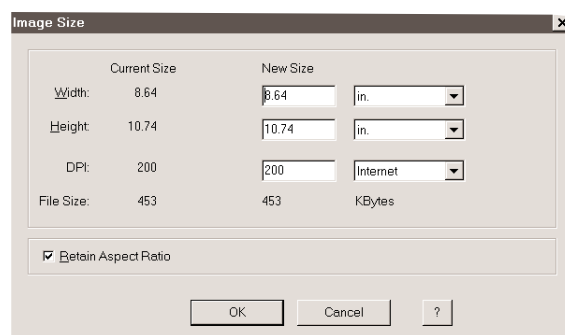 Image Size
Current Size New Size
Width: 8.64 8.64 in.
Height: 10.74 10.74 in.
DPI: 200 200 Internet
File Size: 453 453 KBytes
Retain Aspect Ratio
OK Cancel ?